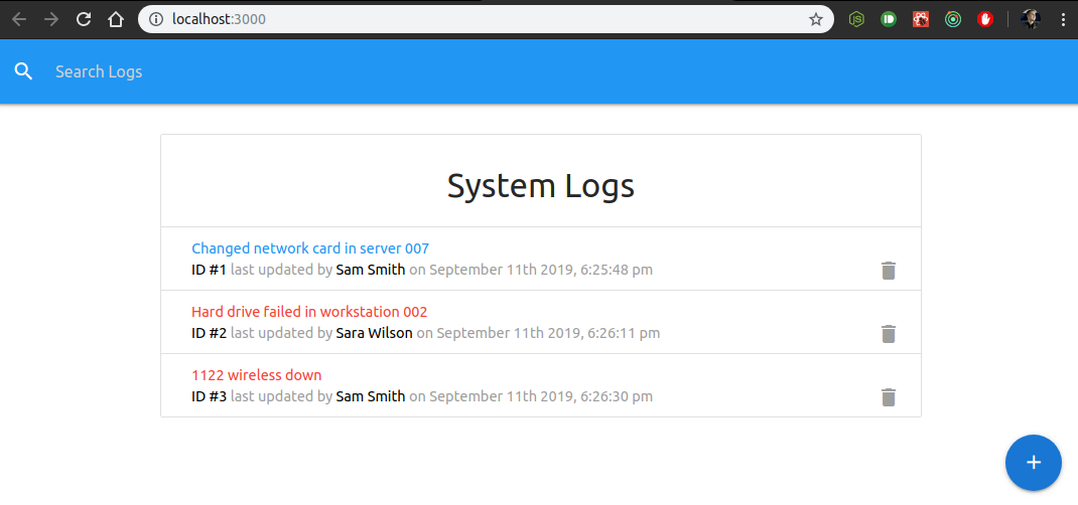 localhost:3000
Search Logs
System Logs
Changed network card in server 007
ID #1 last updated by Sam Smith on September 11th 2019, 6:25:48 pm
Hard drive failed in workstation 002
ID #2 last updated by Sara Wilson on September 11th 2019, 6:26:11 pm
1122 wireless down
ID #3 last updated by Sam Smith on September 11th 2019, 6:26:30 pm